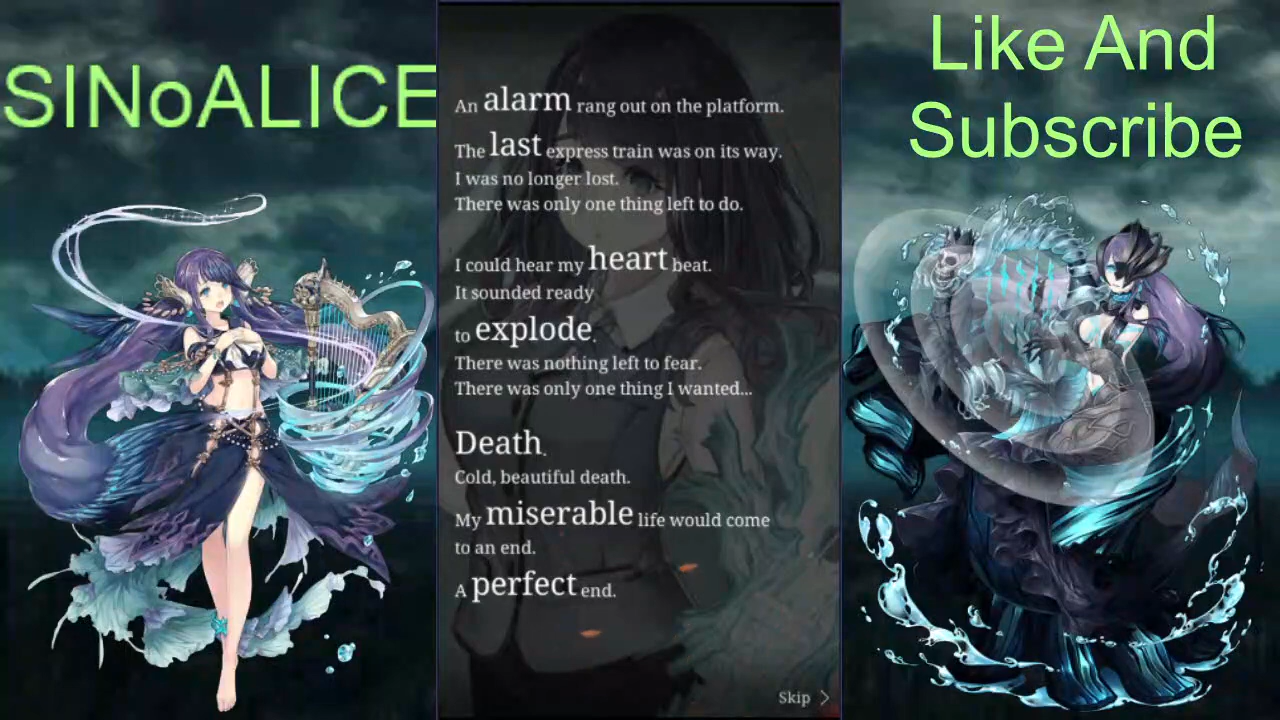 SINoALICE
An alarm rang out on the platform.
The last express train was on its way.
I was no longer lost.
There was only one thing left to do.
I could hear my heart beat.
It sounded ready
to explode.
There was nothing left to fear.
There was only one thing I wanted...
Death.
Cold, beautiful death.
My miserable life would come
to an end.
A perfect end.
Skip
Like And
Subscribe